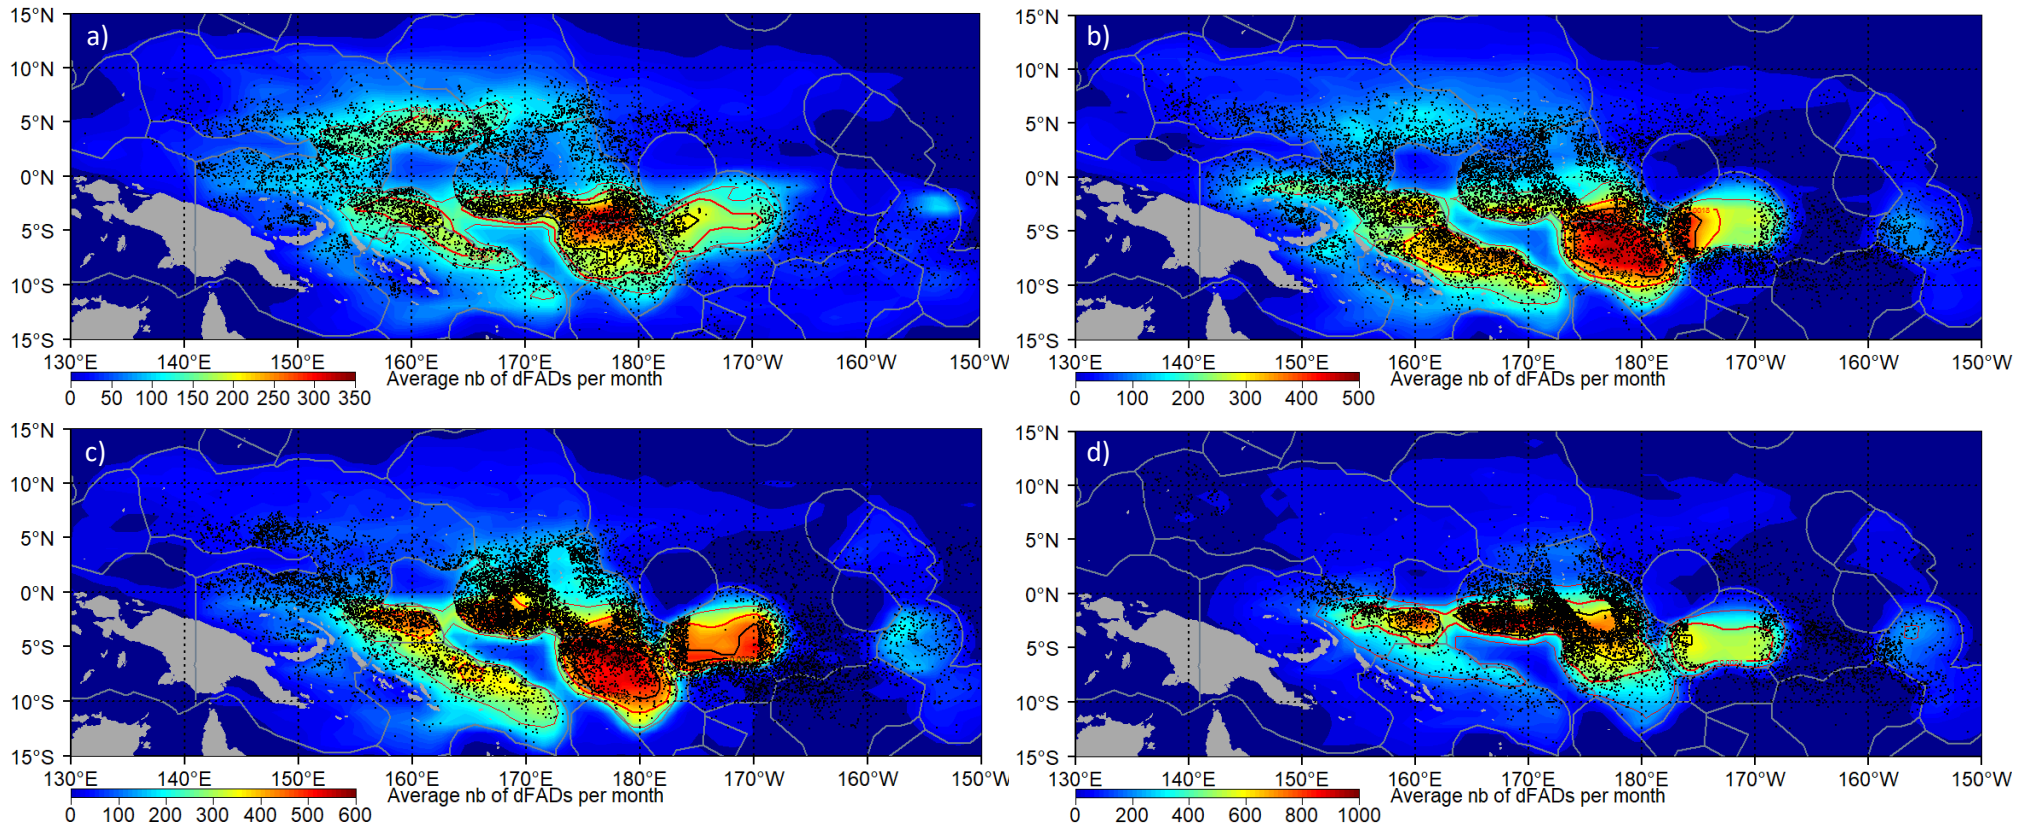 a)
15°N
10°N
5°N
0°N
5°S
10°S
15°S
130°E 140°E 150°E 160°E 170°E 180°E 170°W 160°W 150°W
Average nb of dFADs per month
0 50 100 150 200 250 300 350
b)
15°N
10°N
5°N
0°N
5°S
10°S
15°S
130°E 140°E 150°E 160°E 170°E 180°E 170°W 160°W 150°W
Average nb of dFADs per month
0 100 200 300 400 500
c)
15°N
10°N
5°N
0°N
5°S
10°S
15°S
130°E 140°E 150°E 160°E 170°E 180°E 170°W 160°W 150°W
Average nb of dFADs per month
0 100 200 300 400 500 600
d)
15°N
10°N
5°N
0°N
5°S
10°S
15°S
130°E 140°E 150°E 160°E 170°E 180°E 170°W 160°W 150°W
Average nb of dFADs per month
0 200 400 600 800 1000